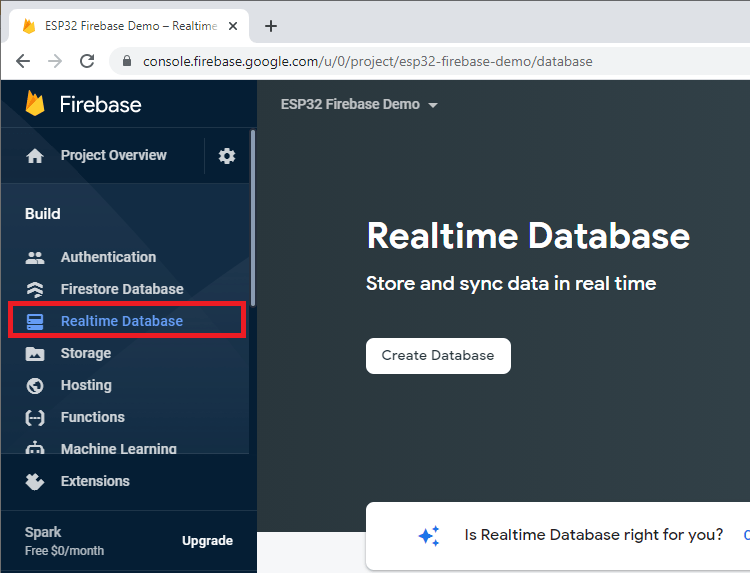 ESP32 Firebase Demo – Realtime
console.firebase.google.com/u/0/project/esp32-firebase-demo/database
Firebase
Project Overview
Build
Authentication
Firestore Database
Realtime Database
Storage
Hosting
Functions
Machine Learning
Extensions
Spark
Free $0/month
Upgrade
ESP32 Firebase Demo
Realtime Database
Store and sync data in real time
Create Database
Is Realtime Database right for you?